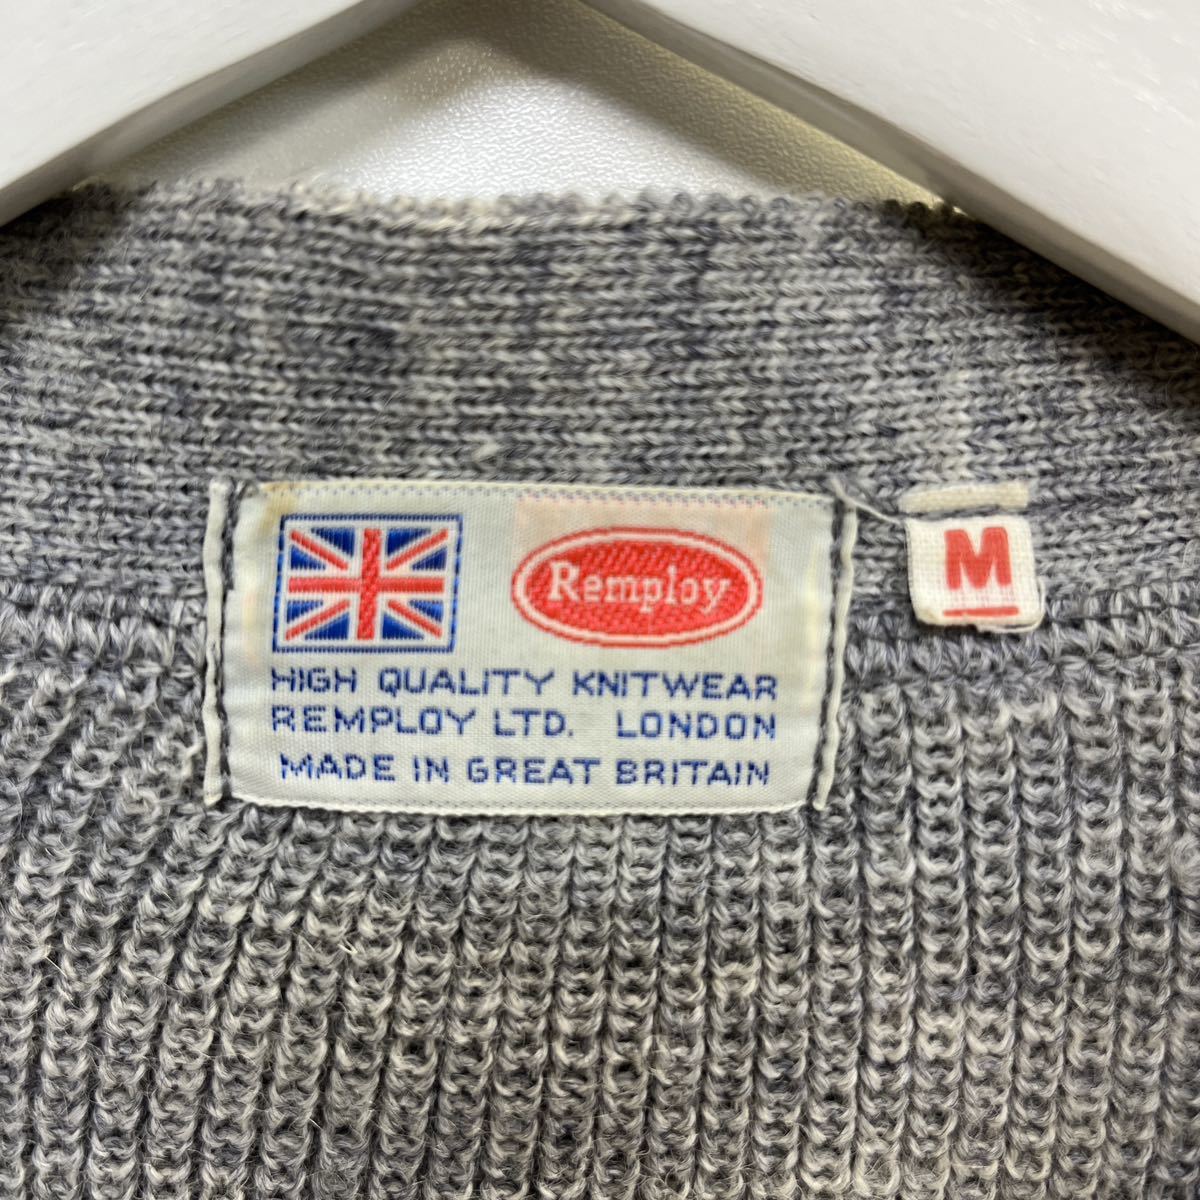 Remploy
M
HIGH QUALITY KNITWEAR
REMPLOY LTD. LONDON
MADE IN GREAT BRITAIN